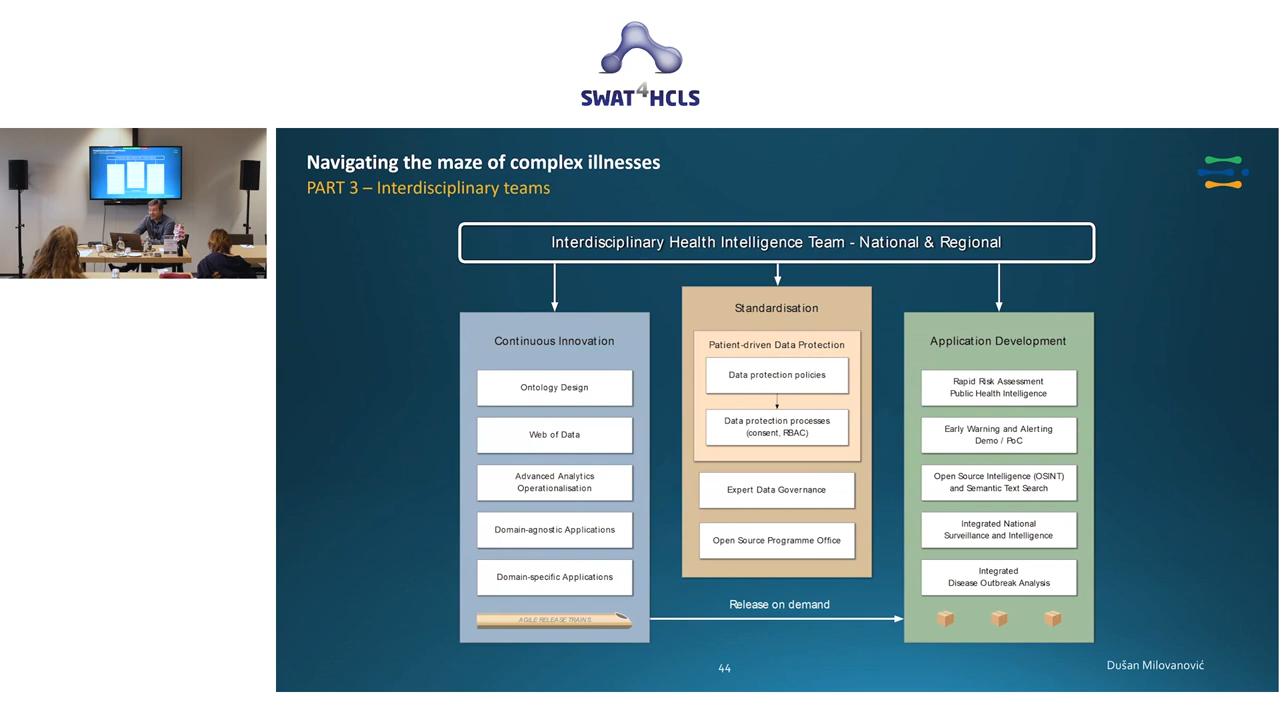 SWAT4HCLS
Navigating the maze of complex illnesses
PART 3 – Interdisciplinary teams
Interdisciplinary Health Intelligence Team - National & Regional
Continuous Innovation
Ontology Design
Web of Data
Advanced Analytics
Operationalisation
Domain-agnostic Applications
Domain-specific Applications
AGILE RELEASE TRAINS
Standardisation
Patient-driven Data Protection
Data protection policies
Data protection processes
(consent, RBAC)
Expert Data Governance
Open Source Programme Office
Release on demand
Application Development
Rapid Risk Assessment
Public Health Intelligence
Early Warning and Alerting
Demo / PoC
Open Source Intelligence (OSINT)
and Semantic Text Search
Integrated National
Surveillance and Intelligence
Integrated
Disease Outbreak Analysis
44
Dušan Milovanović